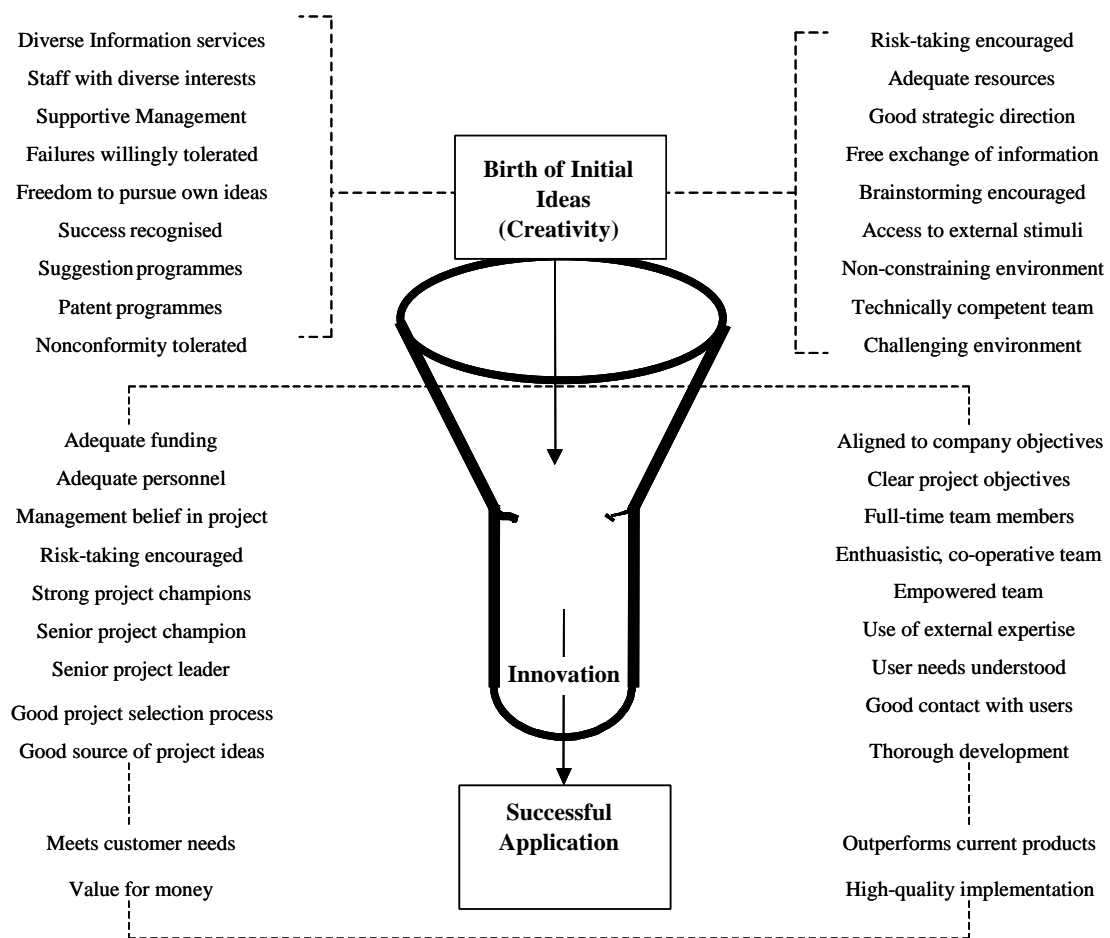 Diverse Information services
Staff with diverse interests
Supportive Management
Failures willingly tolerated
Freedom to pursue own ideas
Success recognised
Suggestion programmes
Patent programmes
Nonconformity tolerated
Birth of Initial
Ideas
(Creativity)
Risk-taking encouraged
Adequate resources
Good strategic direction
Free exchange of information
Brainstorming encouraged
Access to external stimuli
Non-constraining environment
Technically competent team
Challenging environment
Adequate funding
Adequate personnel
Management belief in project
Risk-taking encouraged
Strong project champions
Senior project champion
Senior project leader
Good project selection process
Good source of project ideas
Innovation
Aligned to company objectives
Clear project objectives
Full-time team members
Enthuasistic, co-operative team
Empowered team
Use of external expertise
User needs understood
Good contact with users
Thorough development
Meets customer needs
Value for money
Successful
Application
Outperforms current products
High-quality implementation